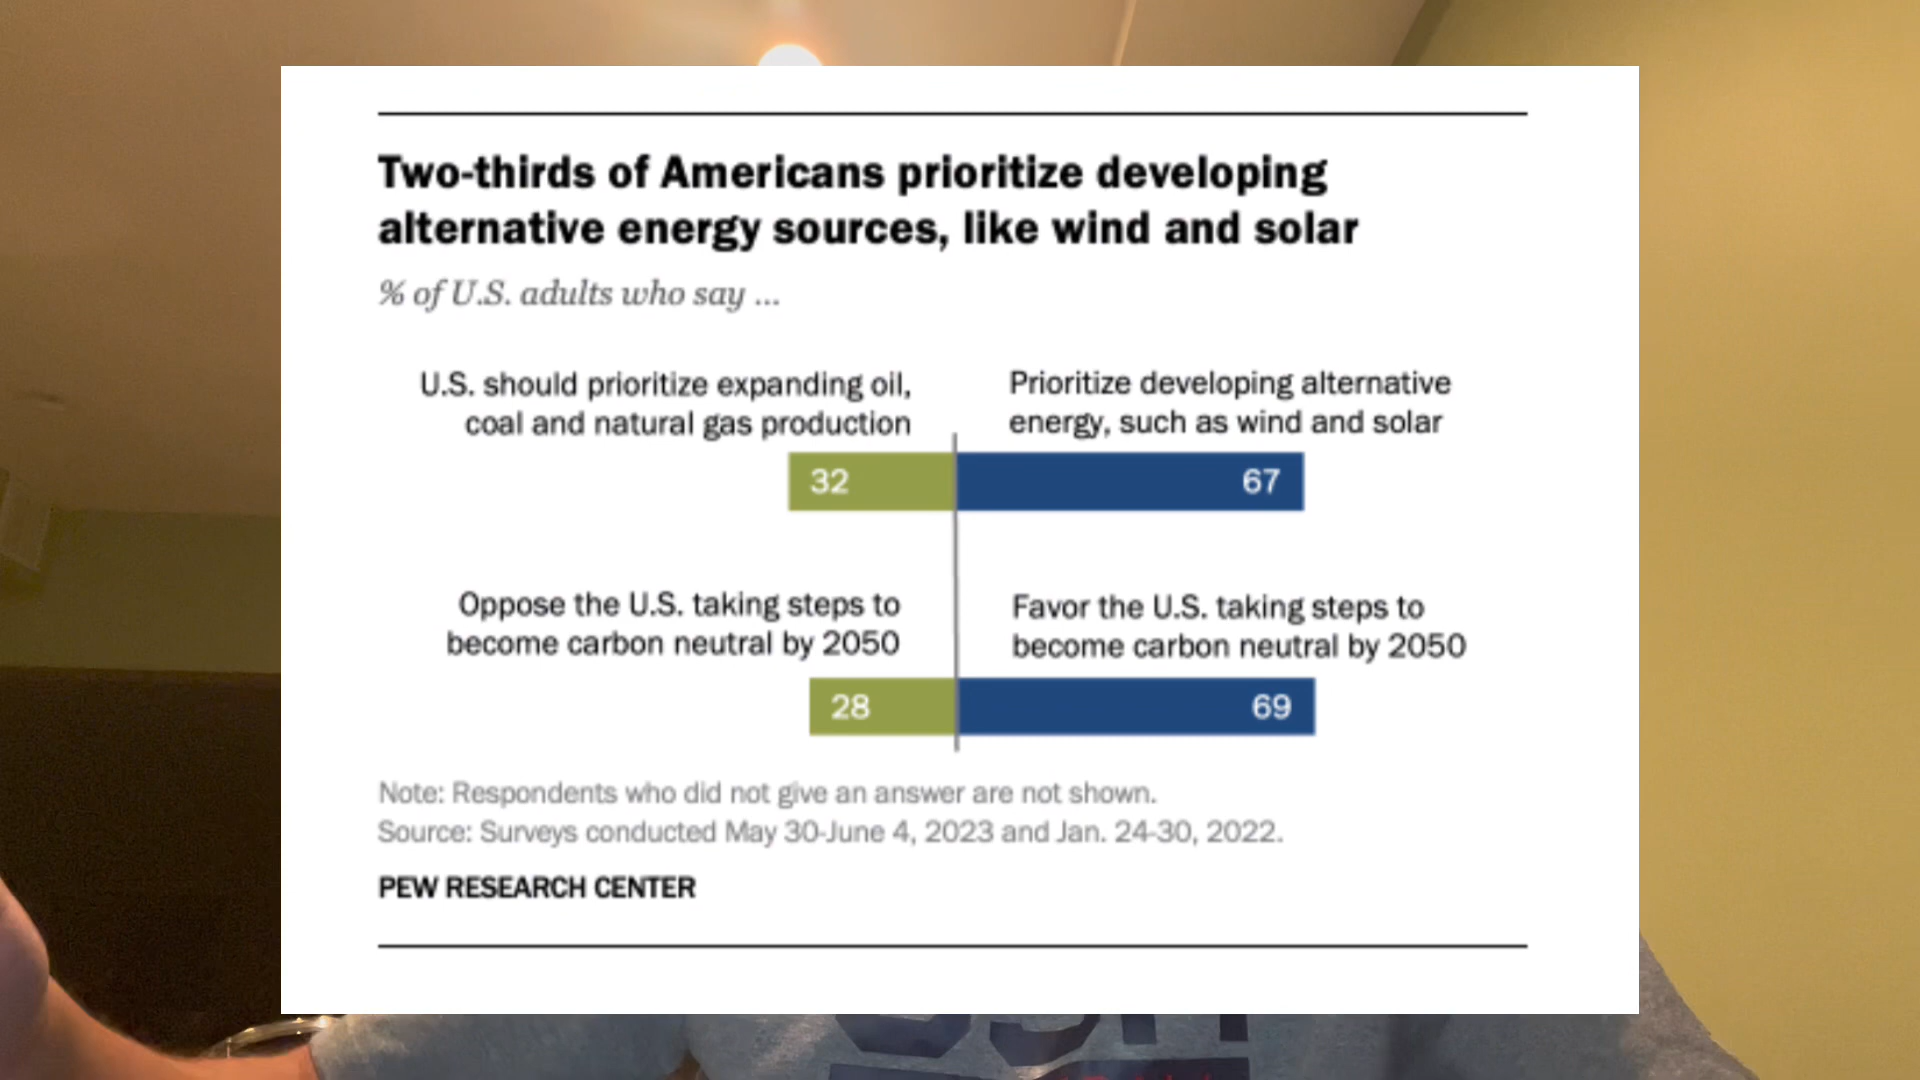 Two-thirds of Americans prioritize developing
alternative energy sources, like wind and solar
% of U.S. adults who say ...
U.S. should prioritize expanding oil,
coal and natural gas production
Prioritize developing alternative
energy, such as wind and solar
32
67
Oppose the U.S. taking steps to
become carbon neutral by 2050
Favor the U.S. taking steps to
become carbon neutral by 2050
28
69
Note: Respondents who did not give an answer are not shown.
Source: Surveys conducted May 30-June 4, 2023 and Jan. 24-30, 2022.
PEW RESEARCH CENTER